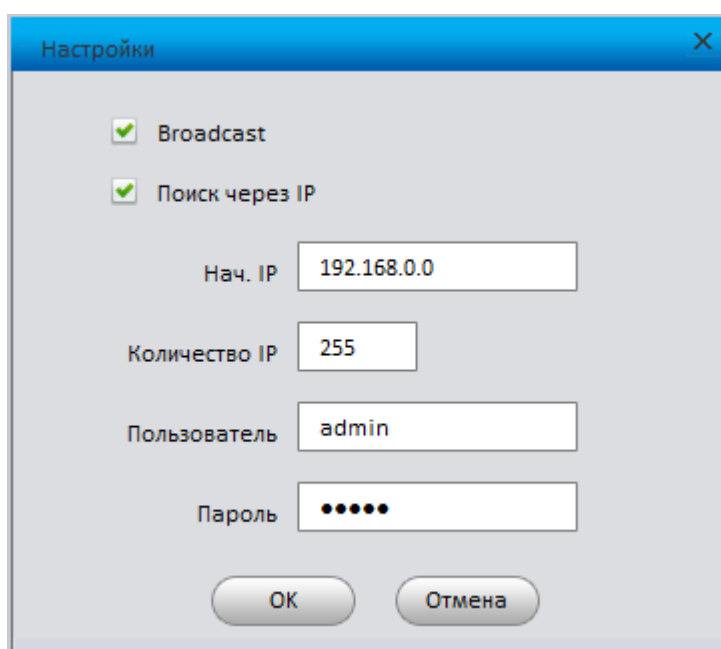 Настройки
Broadcast
Поиск через IP
Нач. IP 192.168.0.0
Количество IP 255
Пользователь admin
Пароль •••••
OK Отмена